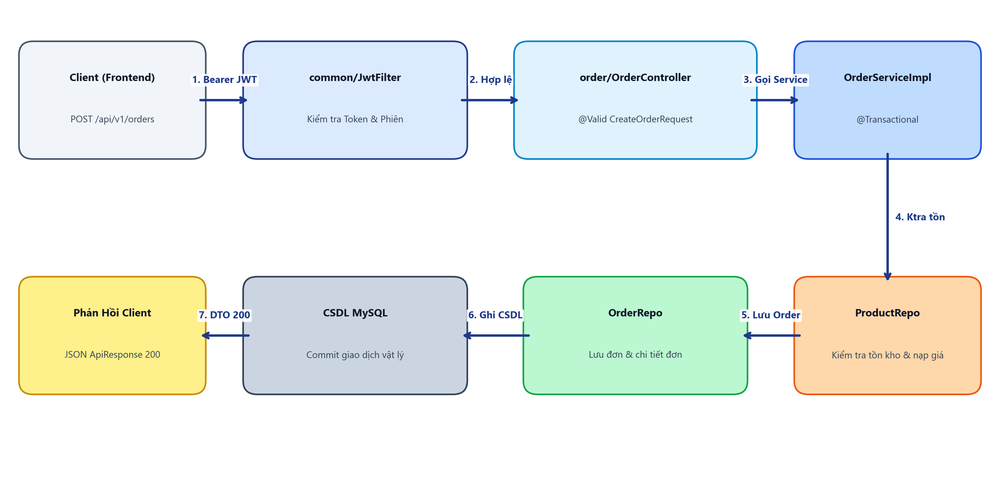 Client (Frontend)
POST /api/v1/orders
1. Bearer JWT
common/JwtFilter
Kiểm tra Token & Phiên
2. Hợp lệ
order/OrderController
@Valid CreateOrderRequest
3. Gọi Service
OrderServiceImpl
@Transactional
4. Ktra tồn
ProductRepo
Kiểm tra tồn kho & nạp giá
5. Lưu Order
OrderRepo
Lưu đơn & chi tiết đơn
6. Ghi CSDL
CSDL MySQL
Commit giao dịch vật lý
7. DTO 200
Phản Hồi Client
JSON ApiResponse 200